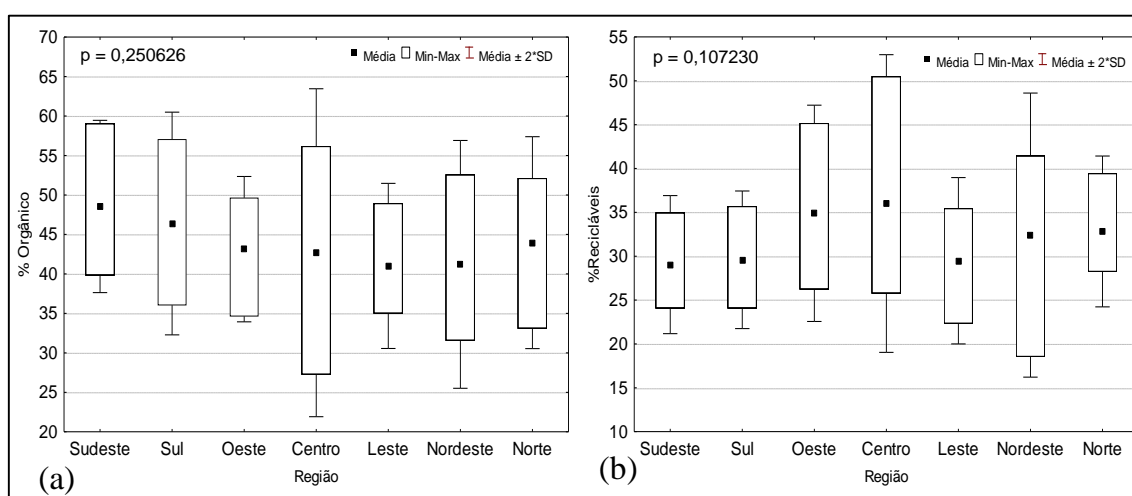 p = 0,250626
Média Min-Max Média ± 2*SD
% Orgânico
70
65
60
55
50
45
40
35
30
25
20
Sudeste Sul Oeste Centro Leste Nordeste Norte
Região
(a)
p = 0,107230
Média Min-Max Média ± 2*SD
%Recicláveis
55
50
45
40
35
30
25
20
15
10
Sudeste Sul Oeste Centro Leste Nordeste Norte
Região
(b)